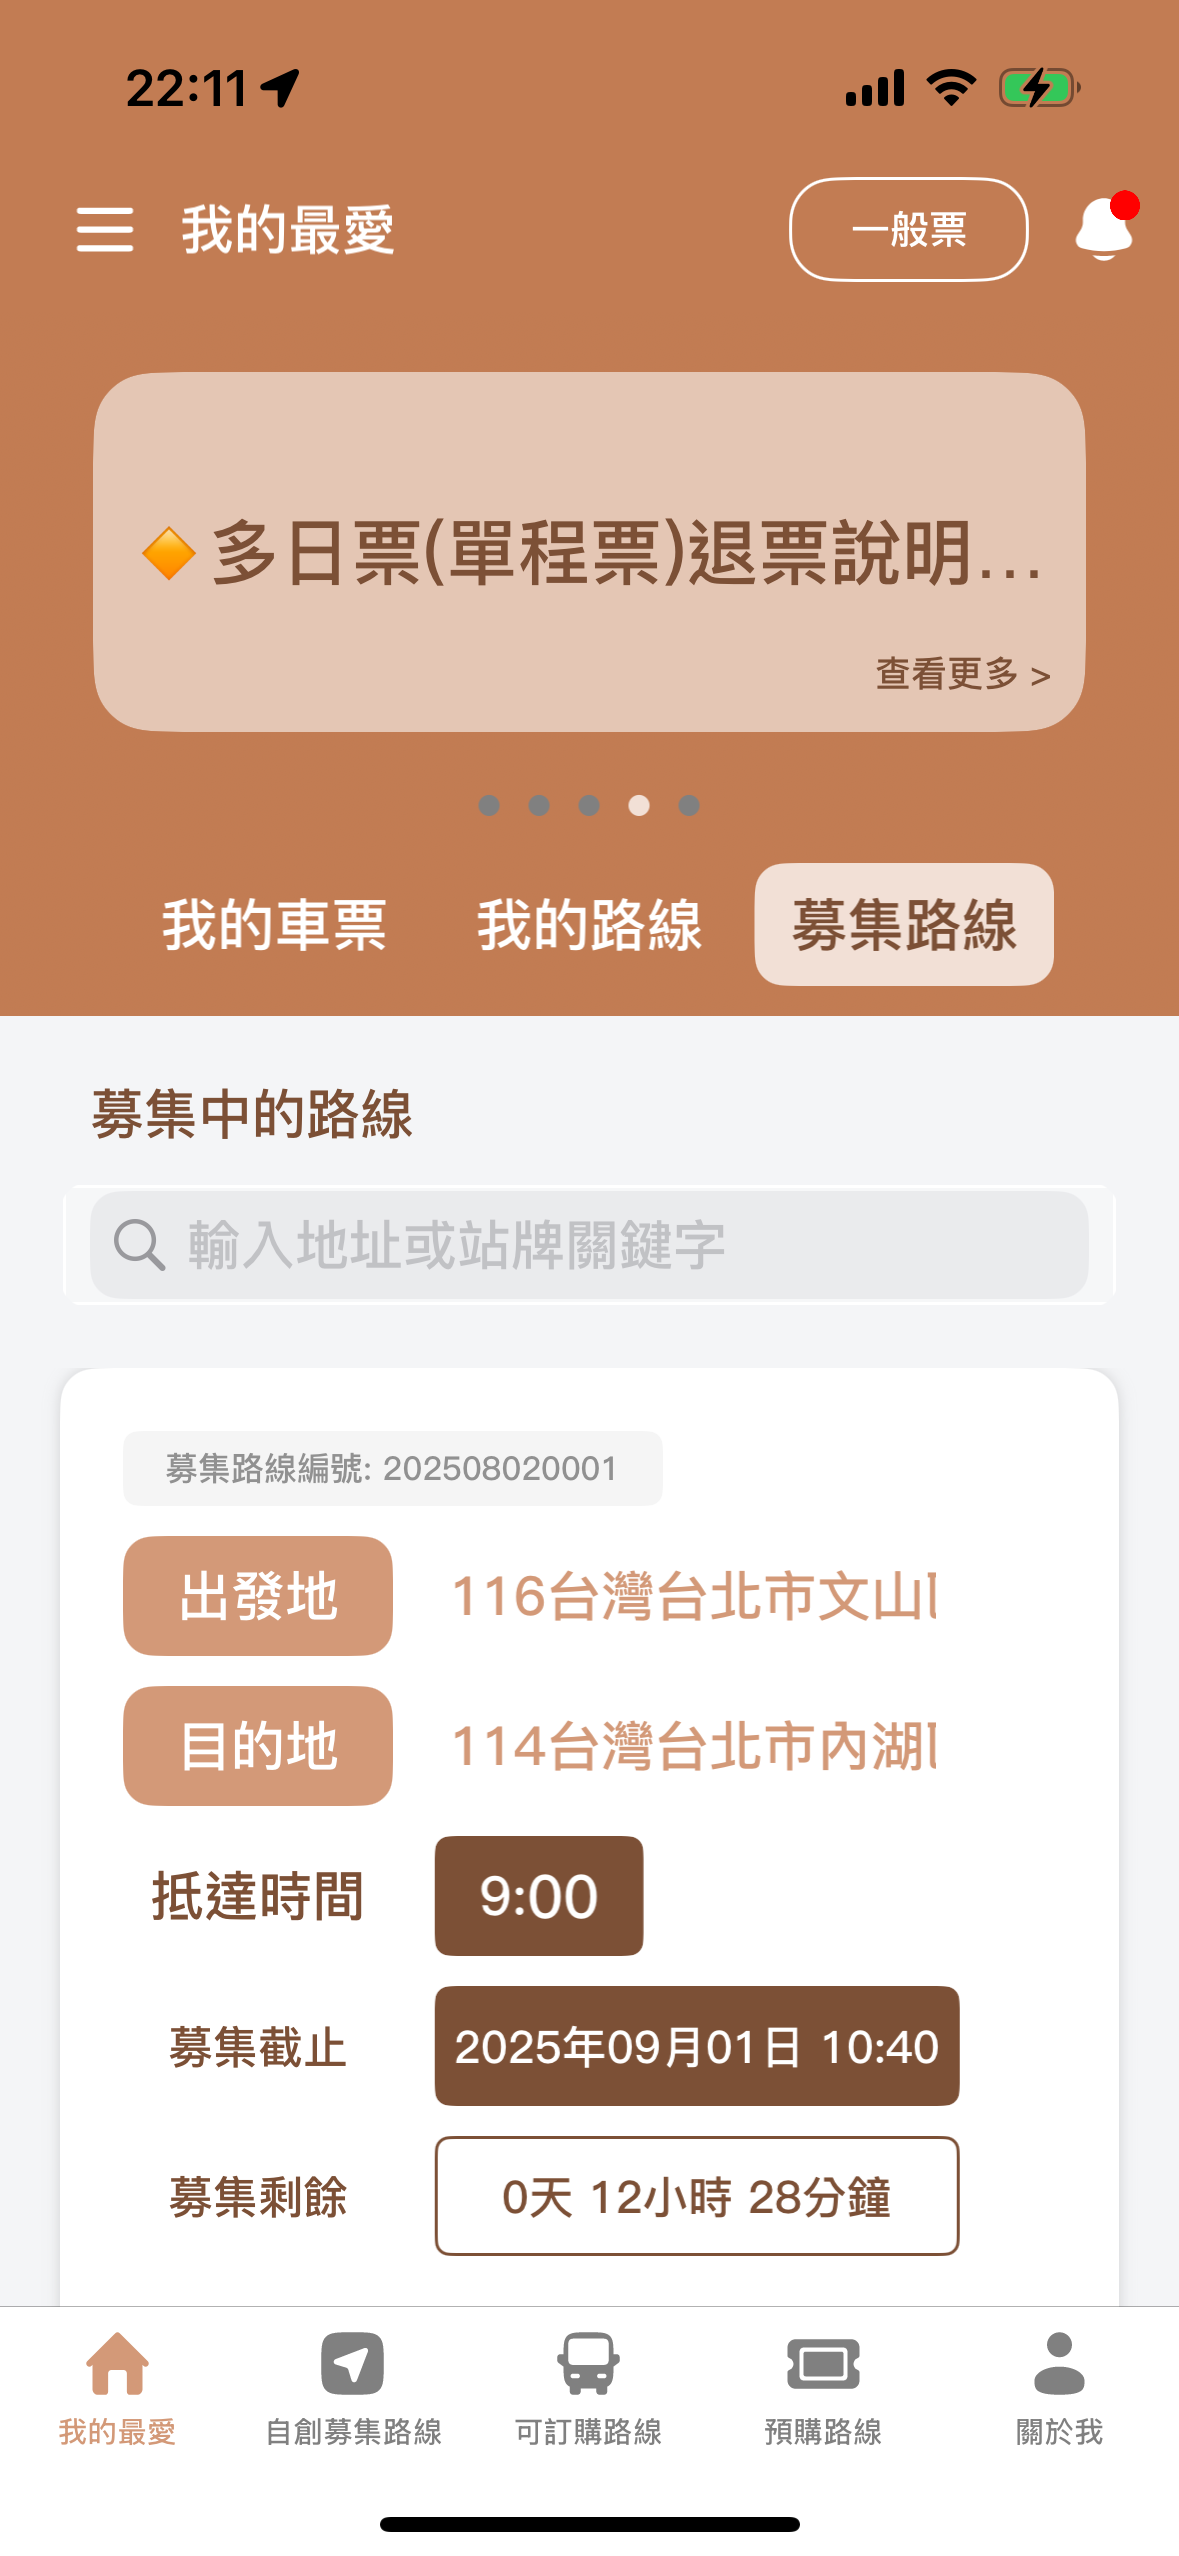 22:11
我的最愛
一般票
🔶多日票(單程票)退票說明...
查看更多 >
我的車票 我的路線 募集路線
募集中的路線
輸入地址或站牌關鍵字
募集路線編號: 202508020001
出發地 116台灣台北市文山
目的地 114台灣台北市內湖
抵達時間 9:00
募集截止 2025年09月01日 10:40
募集剩餘 0天 12小時 28分鐘
我的最愛 自創募集路線 可訂購路線 預購路線 關於我